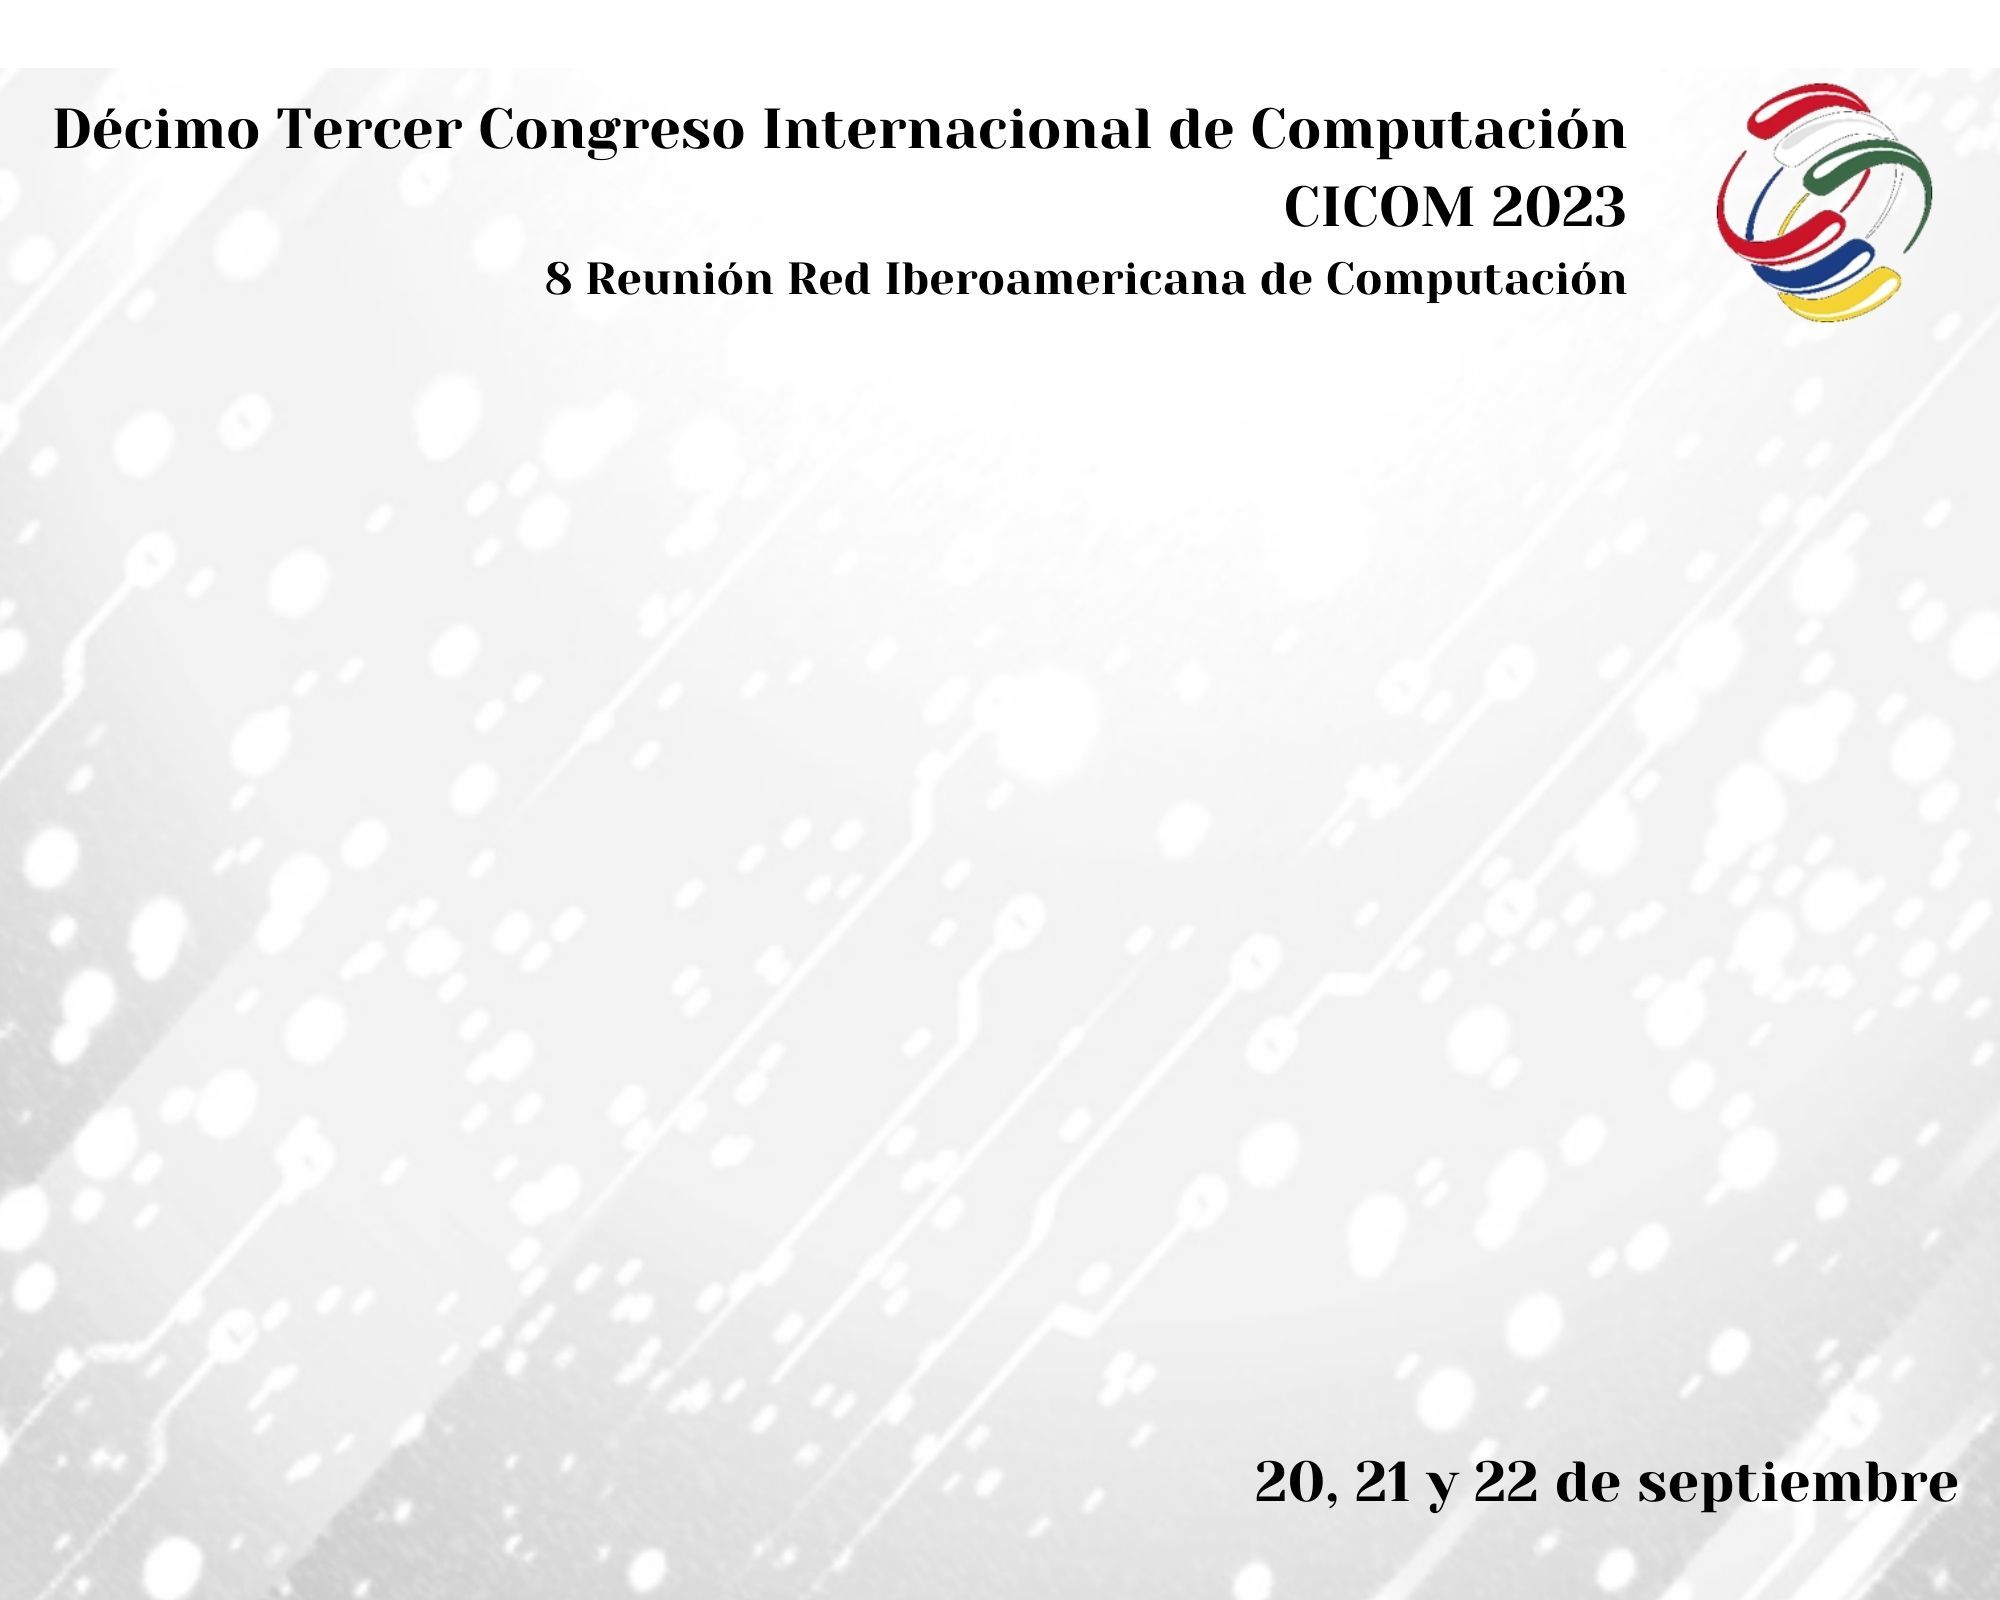 Décimo Tercer Congreso Internacional de Computación
CICOM 2023
8 Reunión Red Iberoamericana de Computación
20, 21 y 22 de septiembre